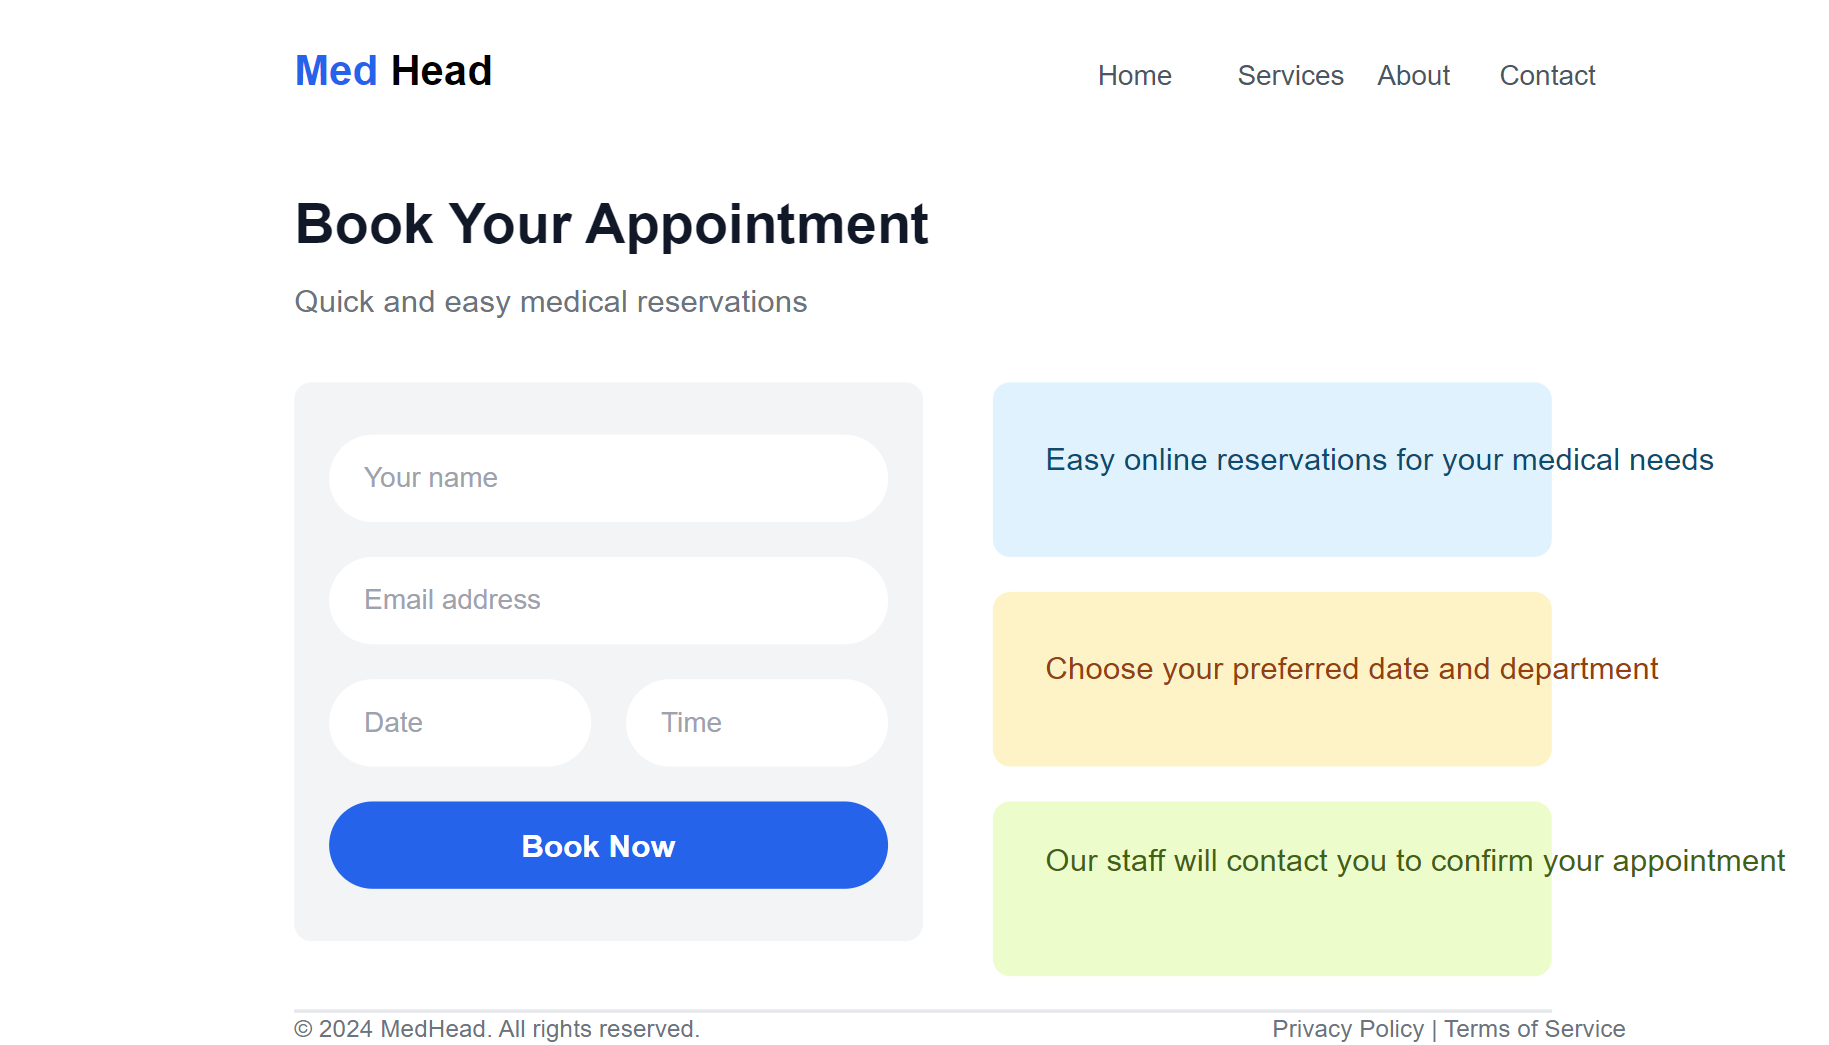 Med Head
Home Services About Contact
Book Your Appointment
Quick and easy medical reservations
Your name
Email address
Date Time
Book Now
Easy online reservations for your medical needs
Choose your preferred date and department
Our staff will contact you to confirm your appointment
© 2024 MedHead. All rights reserved.
Privacy Policy | Terms of Service